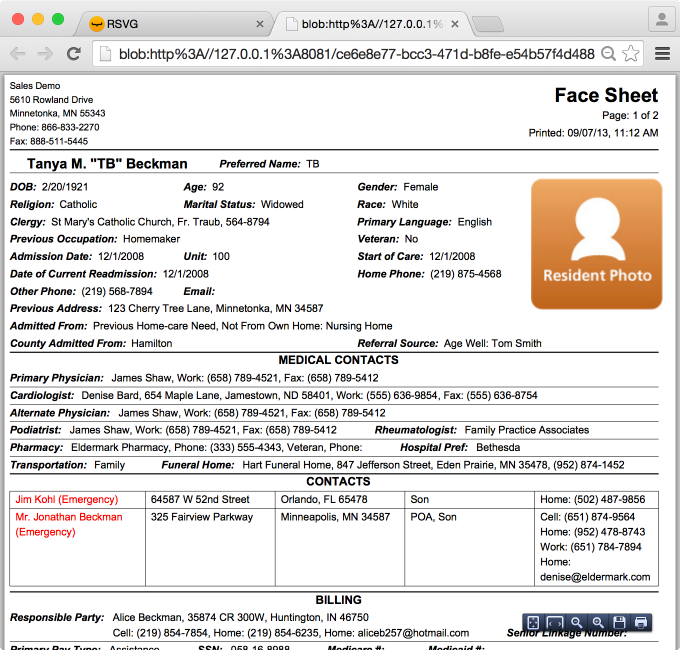 RSVG
blob:http%3A//127.0.0.1%
blob:http%3A//127.0.0.1%3A8081/ce6e8e77-bcc3-471d-b8fe-e54b57f4d488
Sales Demo
5610 Rowland Drive
Minnetonka, MN 55343
Phone: 866-833-2270
Fax: 888-511-5445
Face Sheet
Page: 1 of 2
Printed: 09/07/13, 11:12 AM
Tanya M. "TB" Beckman Preferred Name: TB
DOB: 2/20/1921 Age: 92 Gender: Female
Religion: Catholic Marital Status: Widowed Race: White
Clergy: St Mary's Catholic Church, Fr. Traub, 564-8794 Primary Language: English
Previous Occupation: Homemaker Veteran: No
Admission Date: 12/1/2008 Unit: 100 Start of Care: 12/1/2008
Date of Current Readmission: 12/1/2008 Home Phone: (219) 875-4568
Other Phone: (219) 568-7894 Email:
Resident Photo
Previous Address: 123 Cherry Tree Lane, Minnetonka, MN 34587
Admitted From: Previous Home-care Need, Not From Own Home: Nursing Home
County Admitted From: Hamilton Referral Source: Age Well: Tom Smith
MEDICAL CONTACTS
Primary Physician: James Shaw, Work: (658) 789-4521, Fax: (658) 789-5412
Cardiologist: Denise Bard, 654 Maple Lane, Jamestown, ND 58401, Work: (555) 636-9854, Fax: (555) 636-8754
Alternate Physician: James Shaw, Work: (658) 789-4521, Fax: (658) 789-5412
Podiatrist: James Shaw, Work: (658) 789-4521, Fax: (658) 789-5412 Rheumatologist: Family Practice Associates
Pharmacy: Eldermark Pharmacy, Phone: (333) 555-4343, Veteran, Phone: Hospital Pref: Bethesda
Transportation: Family Funeral Home: Hart Funeral Home, 847 Jefferson Street, Eden Prairie, MN 35478, (952) 874-1452
CONTACTS
Jim Kohl (Emergency) 64587 W 52nd Street Orlando, FL 65478 Son Home: (502) 487-9856
Mr. Jonathan Beckman 325 Fairview Parkway Minneapolis, MN 34587 POA, Son Cell: (651) 874-9564
(Emergency) Home: (952) 478-8743
Work: (651) 784-7894
Home:
denise@eldermark.com
BILLING
Responsible Party: Alice Beckman, 35874 CR 300W, Huntington, IN 46750
Cell: (219) 854-7854, Home: (219) 854-6235, Home: aliceb257@hotmail.com Senior Linkage Number:
Primary Pay Type: Assistance SSN: 058-16-8988 Medicare #: Medicaid #: